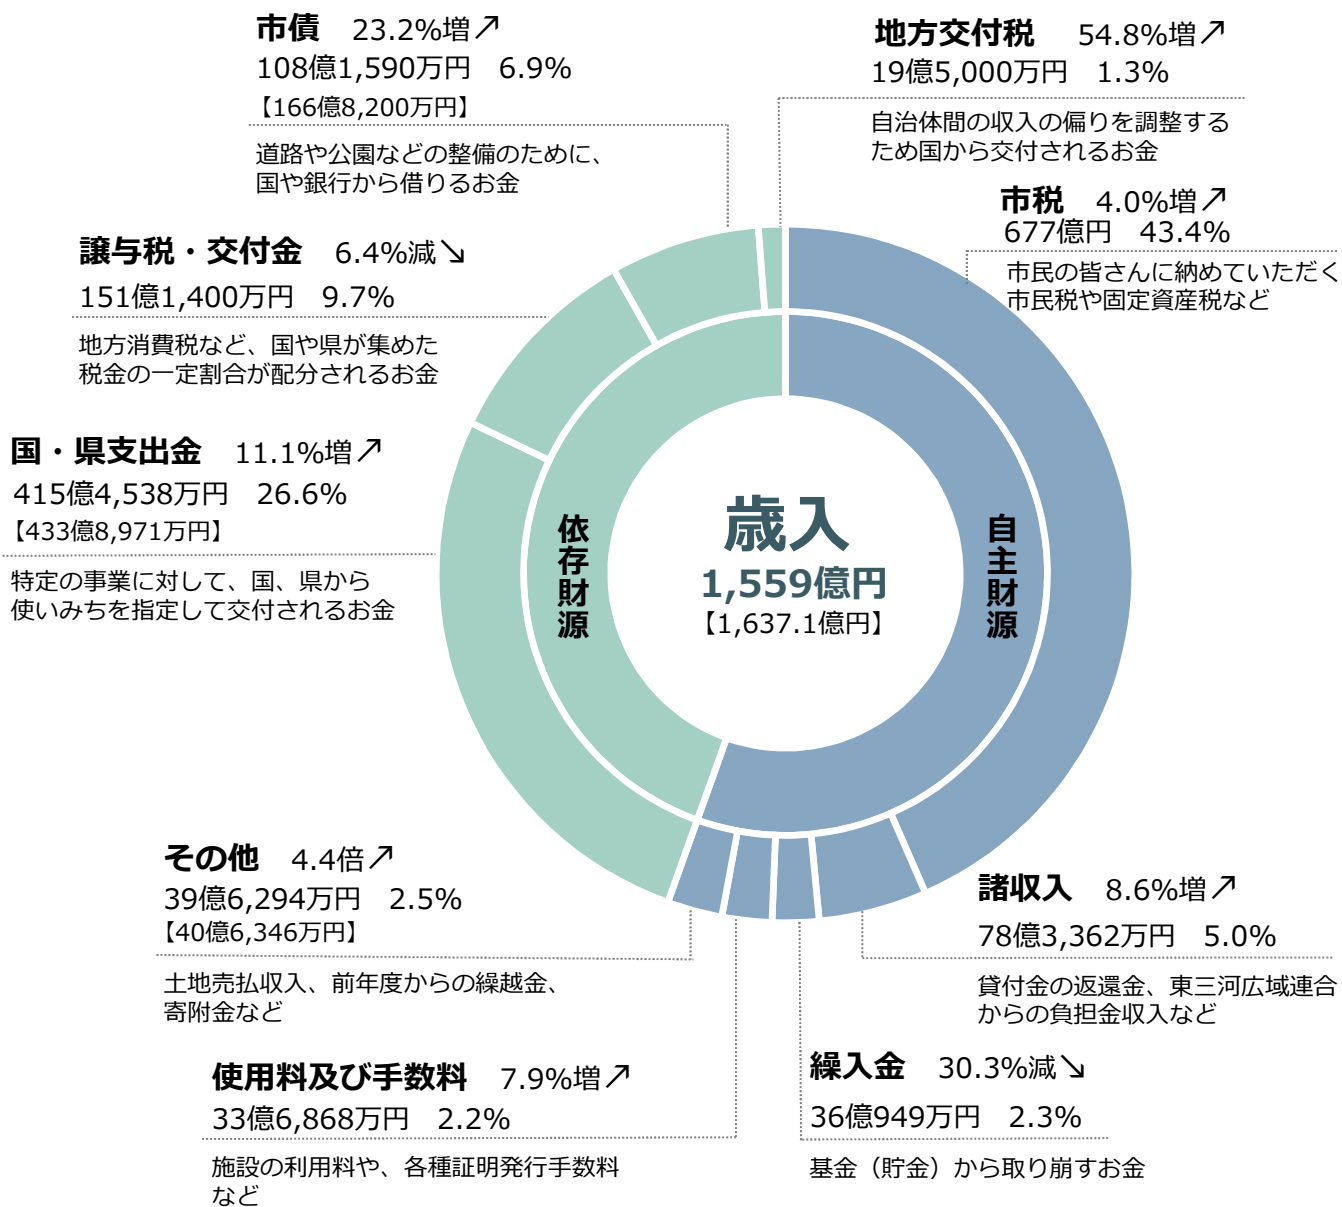 市債 23.2%増↗
108億1,590万円 6.9%
【166億8,200万円】
道路や公園などの整備のために、
国や銀行から借りるお金
地方交付税 54.8%増↗
19億5,000万円 1.3%
自治体間の収入の偏りを調整する
ため国から交付されるお金
市税 4.0%増↗
677億円 43.4%
市民の皆さんに納めていただく
市民税や固定資産税など
譲与税・交付金 6.4%減↘
151億1,400万円 9.7%
地方消費税など、国や県が集めた
税金の一定割合が配分されるお金
国・県支出金 11.1%増↗
415億4,538万円 26.6%
【433億8,971万円】
特定の事業に対して、国、県から
使いみちを指定して交付されるお金
依存財源
歳入
1,559億円
【1,637.1億円】
自主財源
その他 4.4倍↗
39億6,294万円 2.5%
【40億6,346万円】
土地売払収入、前年度からの繰越金、
寄附金など
諸収入 8.6%増↗
78億3,362万円 5.0%
貸付金の返還金、東三河広域連合
からの負担金収入など
使用料及び手数料 7.9%増↗
33億6,868万円 2.2%
施設の利用料や、各種証明発行手数料
など
繰入金 30.3%減↘
36億949万円 2.3%
基金（貯金）から取り崩すお金